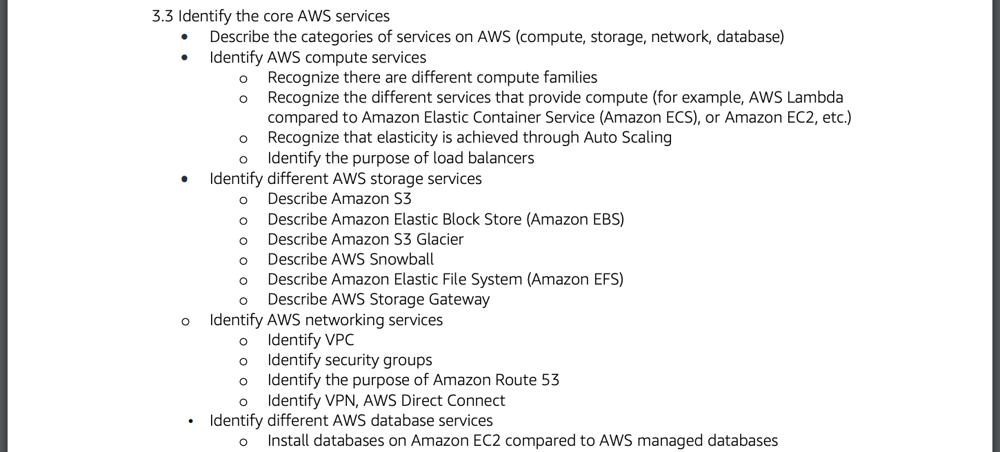 3.3 Identify the core AWS services
• Describe the categories of services on AWS (compute, storage, network, database)
• Identify AWS compute services
o Recognize there are different compute families
o Recognize the different services that provide compute (for example, AWS Lambda
compared to Amazon Elastic Container Service (Amazon ECS), or Amazon EC2, etc.)
o Recognize that elasticity is achieved through Auto Scaling
o Identify the purpose of load balancers
• Identify different AWS storage services
o Describe Amazon S3
o Describe Amazon Elastic Block Store (Amazon EBS)
o Describe Amazon S3 Glacier
o Describe AWS Snowball
o Describe Amazon Elastic File System (Amazon EFS)
o Describe AWS Storage Gateway
o Identify AWS networking services
o Identify VPC
o Identify security groups
o Identify the purpose of Amazon Route 53
o Identify VPN, AWS Direct Connect
• Identify different AWS database services
o Install databases on Amazon EC2 compared to AWS managed databases